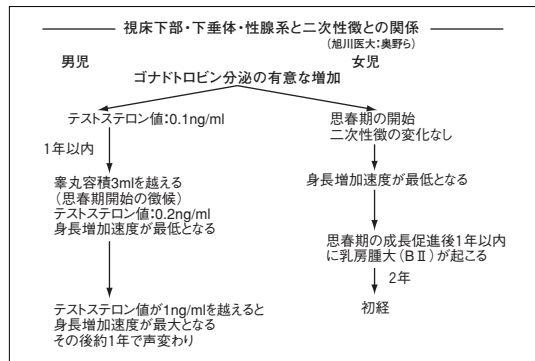 視床下部・下垂体・性腺系と二次性徴との関係
（旭川医大：奥野ら）
男児
女児
ゴナドトロピン分泌の有意な増加
テストステロン値：0.1ng/ml
1年以内
睾丸容積3mlを越える
（思春期開始の徴候）
テストステロン値：0.2ng/ml
身長増加速度が最低となる
テストステロン値が1ng/mlを越えると
身長増加速度が最大となる
その後約1年で声変わり
思春期の開始
二次性徴の変化なし
身長増加速度が最低となる
思春期の成長促進後1年以内
に乳房腫大（BⅡ）が起こる
2年
初経